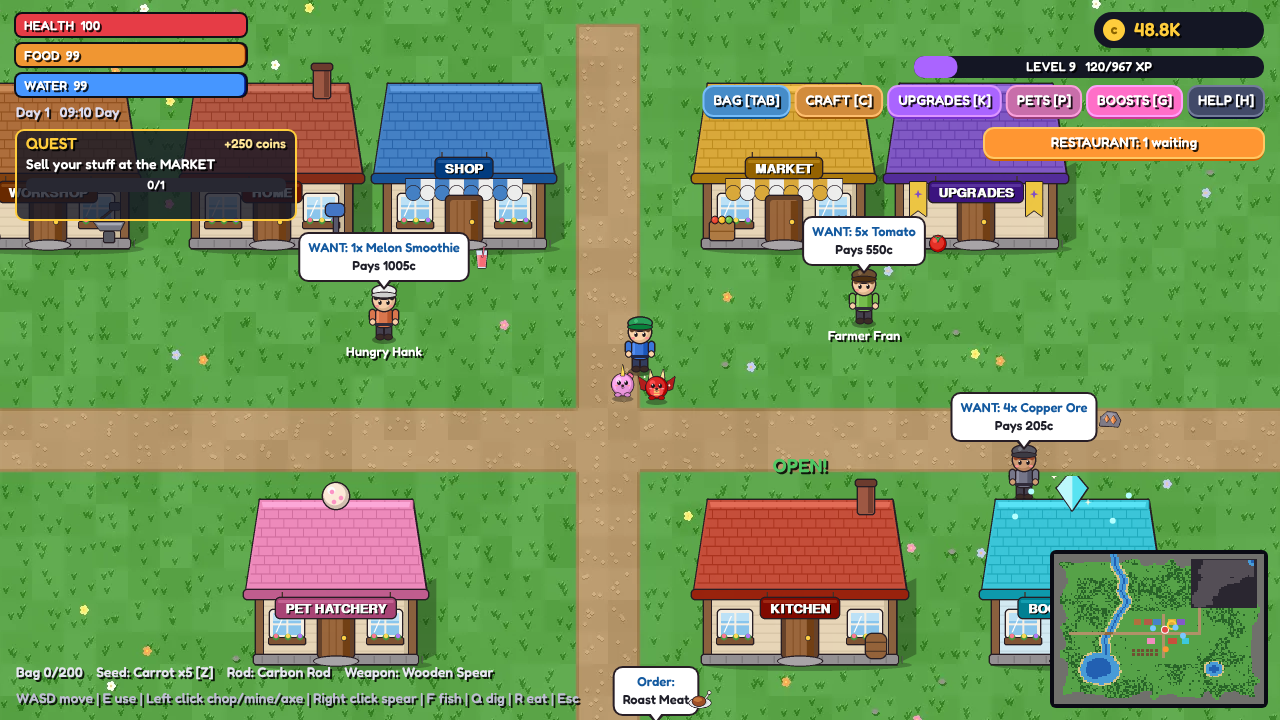 HEALTH 100
FOOD 99
WATER 99
Day 1 09:10 Day
QUEST +250 coins
Sell your stuff at the MARKET
0/1
C 48.8K
LEVEL 9 120/967 XP
BAG [TAB] CRAFT [C] UPGRADES [K] PETS [P] BOOSTS [G] HELP [H]
RESTAURANT: 1 waiting
WORKSHOP
HOME
SHOP
MARKET
UPGRADES
WANT: 1x Melon Smoothie
Pays 1005c
Hungry Hank
WANT: 5x Tomato
Pays 550c
Farmer Fran
WANT: 4x Copper Ore
Pays 205c
OPEN!
PET HATCHERY
KITCHEN
BOO
Order:
Roast Meat
Bag 0/200 Seed: Carrot x5 [Z] Rod: Carbon Rod Weapon: Wooden Spear
WASD move | E use | Left click chop/mine/axe | Right click spear | F fish | Q dig | R eat | Esc